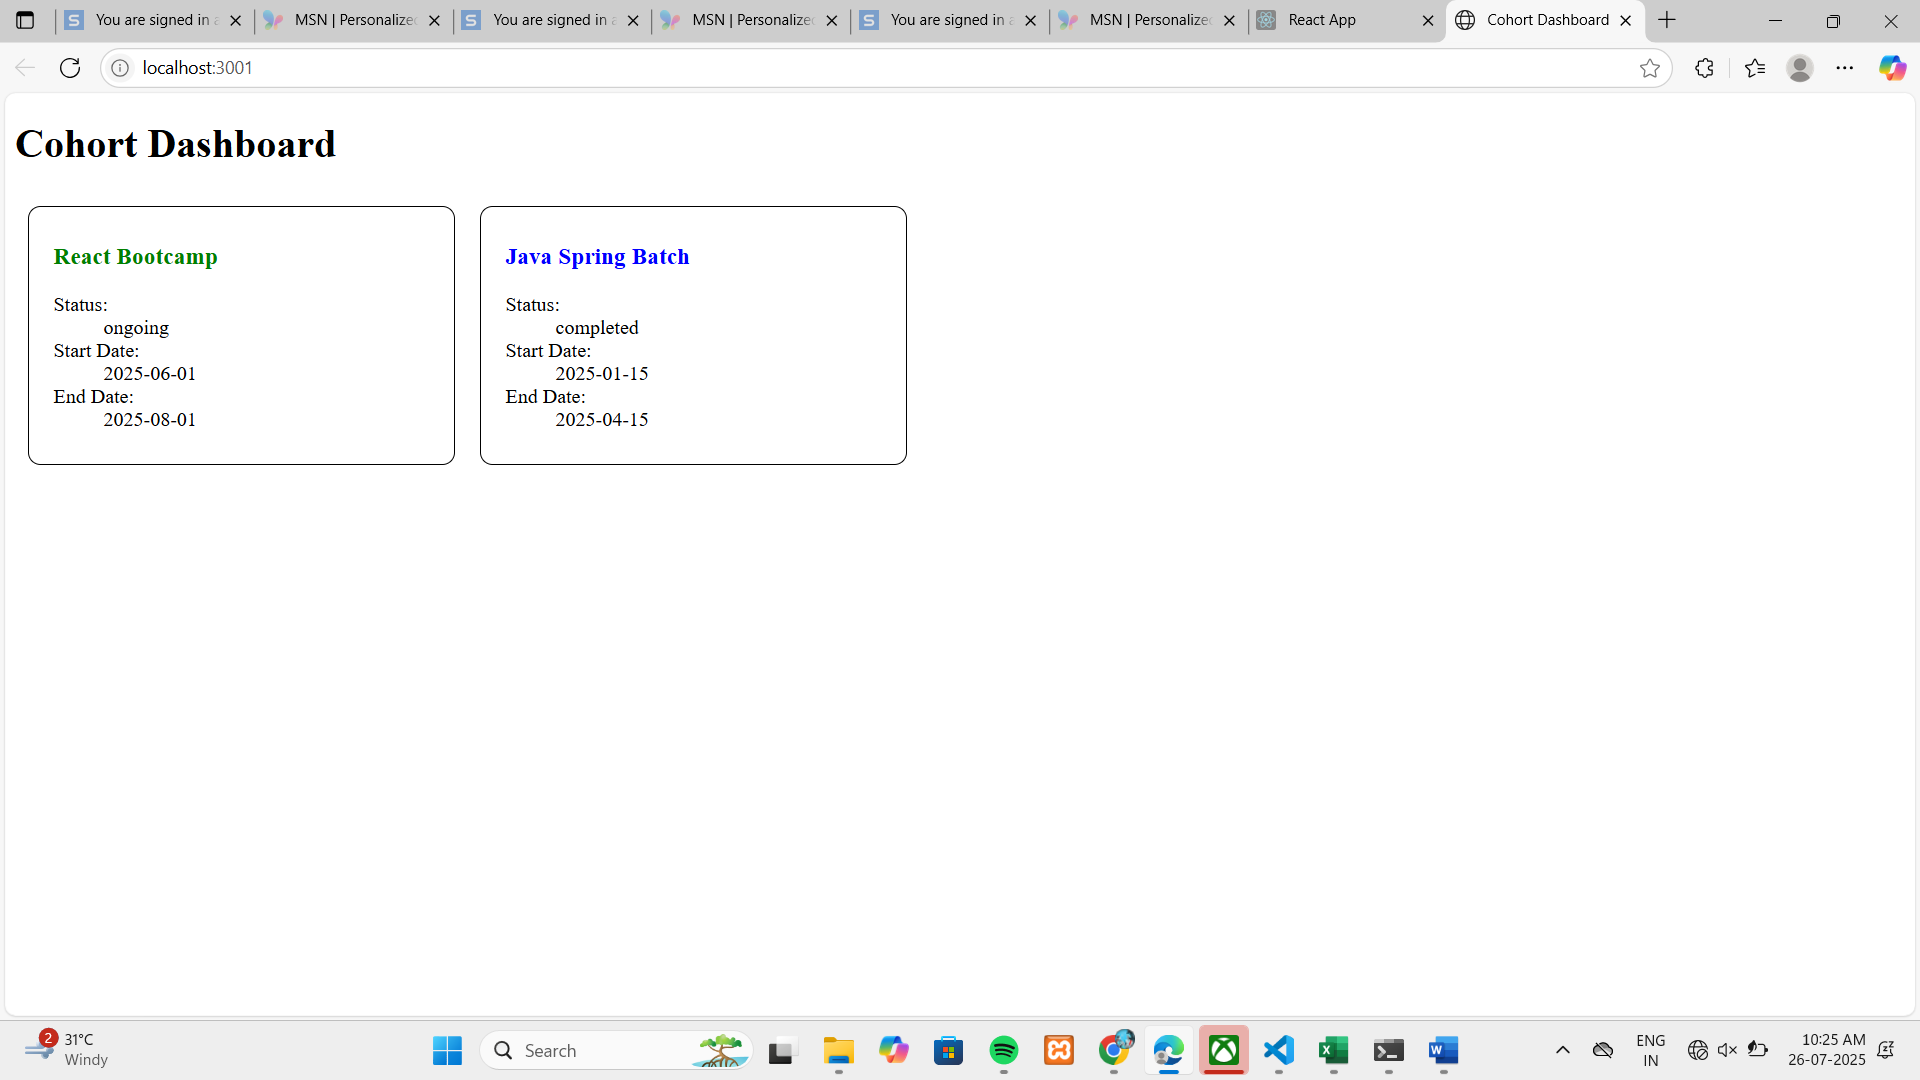 You are signed in a
MSN | Personalized
You are signed in a
MSN | Personalized
You are signed in a
MSN | Personalized
React App
Cohort Dashboard
localhost:3001
Cohort Dashboard
React Bootcamp
Status:
ongoing
Start Date:
2025-06-01
End Date:
2025-08-01
Java Spring Batch
Status:
completed
Start Date:
2025-01-15
End Date:
2025-04-15
2
31°C
Windy
Search
ENG
IN
10:25 AM
26-07-2025